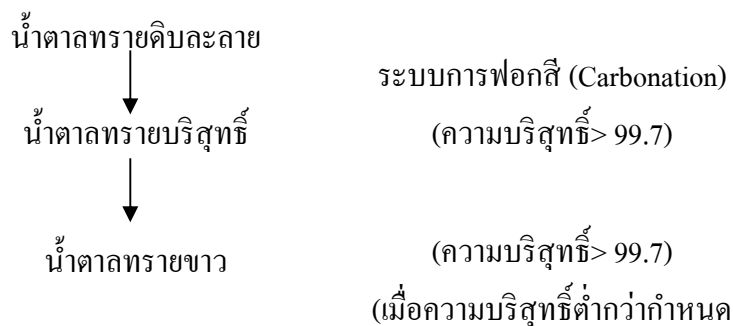 น้ำตาลทรายดิบละลาย
ระบบการฟอกสี (Carbonation)
น้ำตาลทรายบริสุทธิ์
(ความบริสุทธิ์> 99.7)
น้ำตาลทรายขาว
(ความบริสุทธิ์> 99.7)
(เมื่อความบริสุทธิ์ต่ำกว่ากำหนด